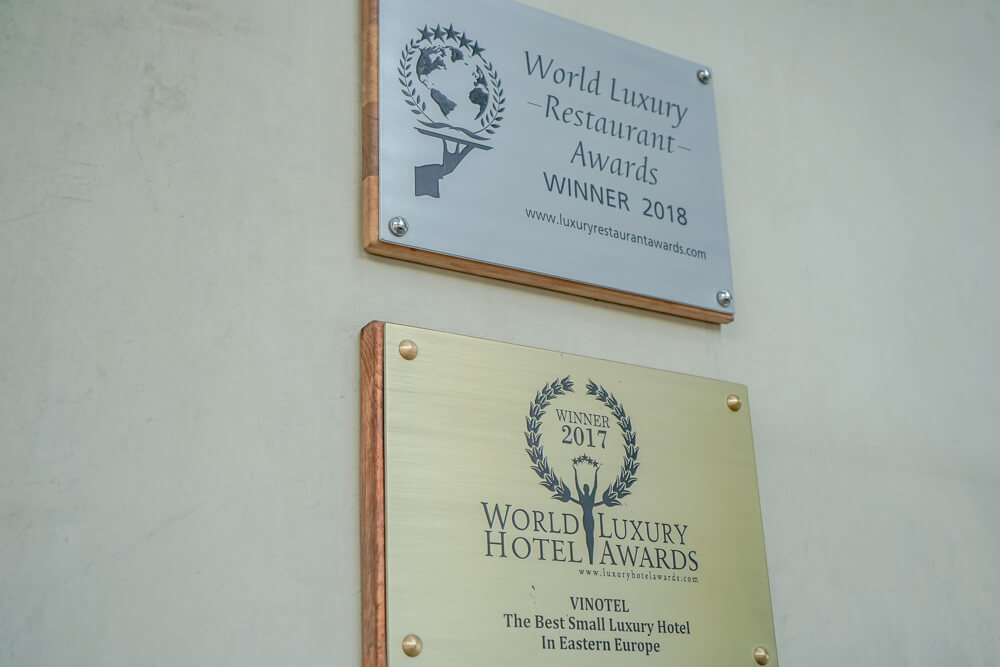 World Luxury
–Restaurant–
Awards
WINNER 2018
www.luxuryrestaurantawards.com
WINNER
2017
WORLD LUXURY
HOTEL AWARDS
www.luxuryhotelawards.com
VINOTEL
The Best Small Luxury Hotel
In Eastern Europe